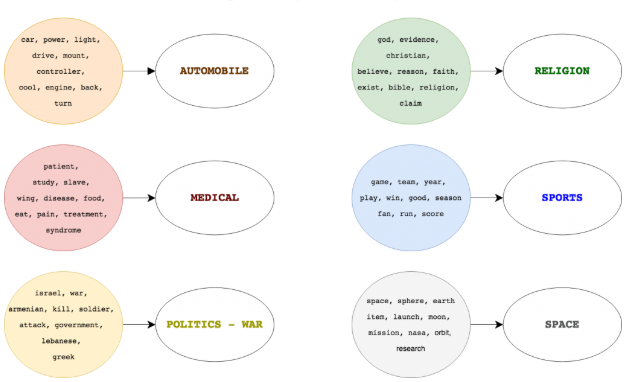 car, power, light,
drive, mount,
controller,
cool, engine, back,
turn
AUTOMOBILE
god, evidence,
christian,
believe, reason, faith,
exist, bible, religion,
claim
RELIGION
patient,
study, slave,
wing, disease, food,
eat, pain, treatment,
syndrome
MEDICAL
game, team, year,
play, win, good, season
fan, run, score
SPORTS
israel, war,
armenian, kill, soldier,
attack, government,
lebanese,
greek
POLITICS - WAR
space, sphere, earth
item, launch, moon,
mission, nasa, orbit,
research
SPACE